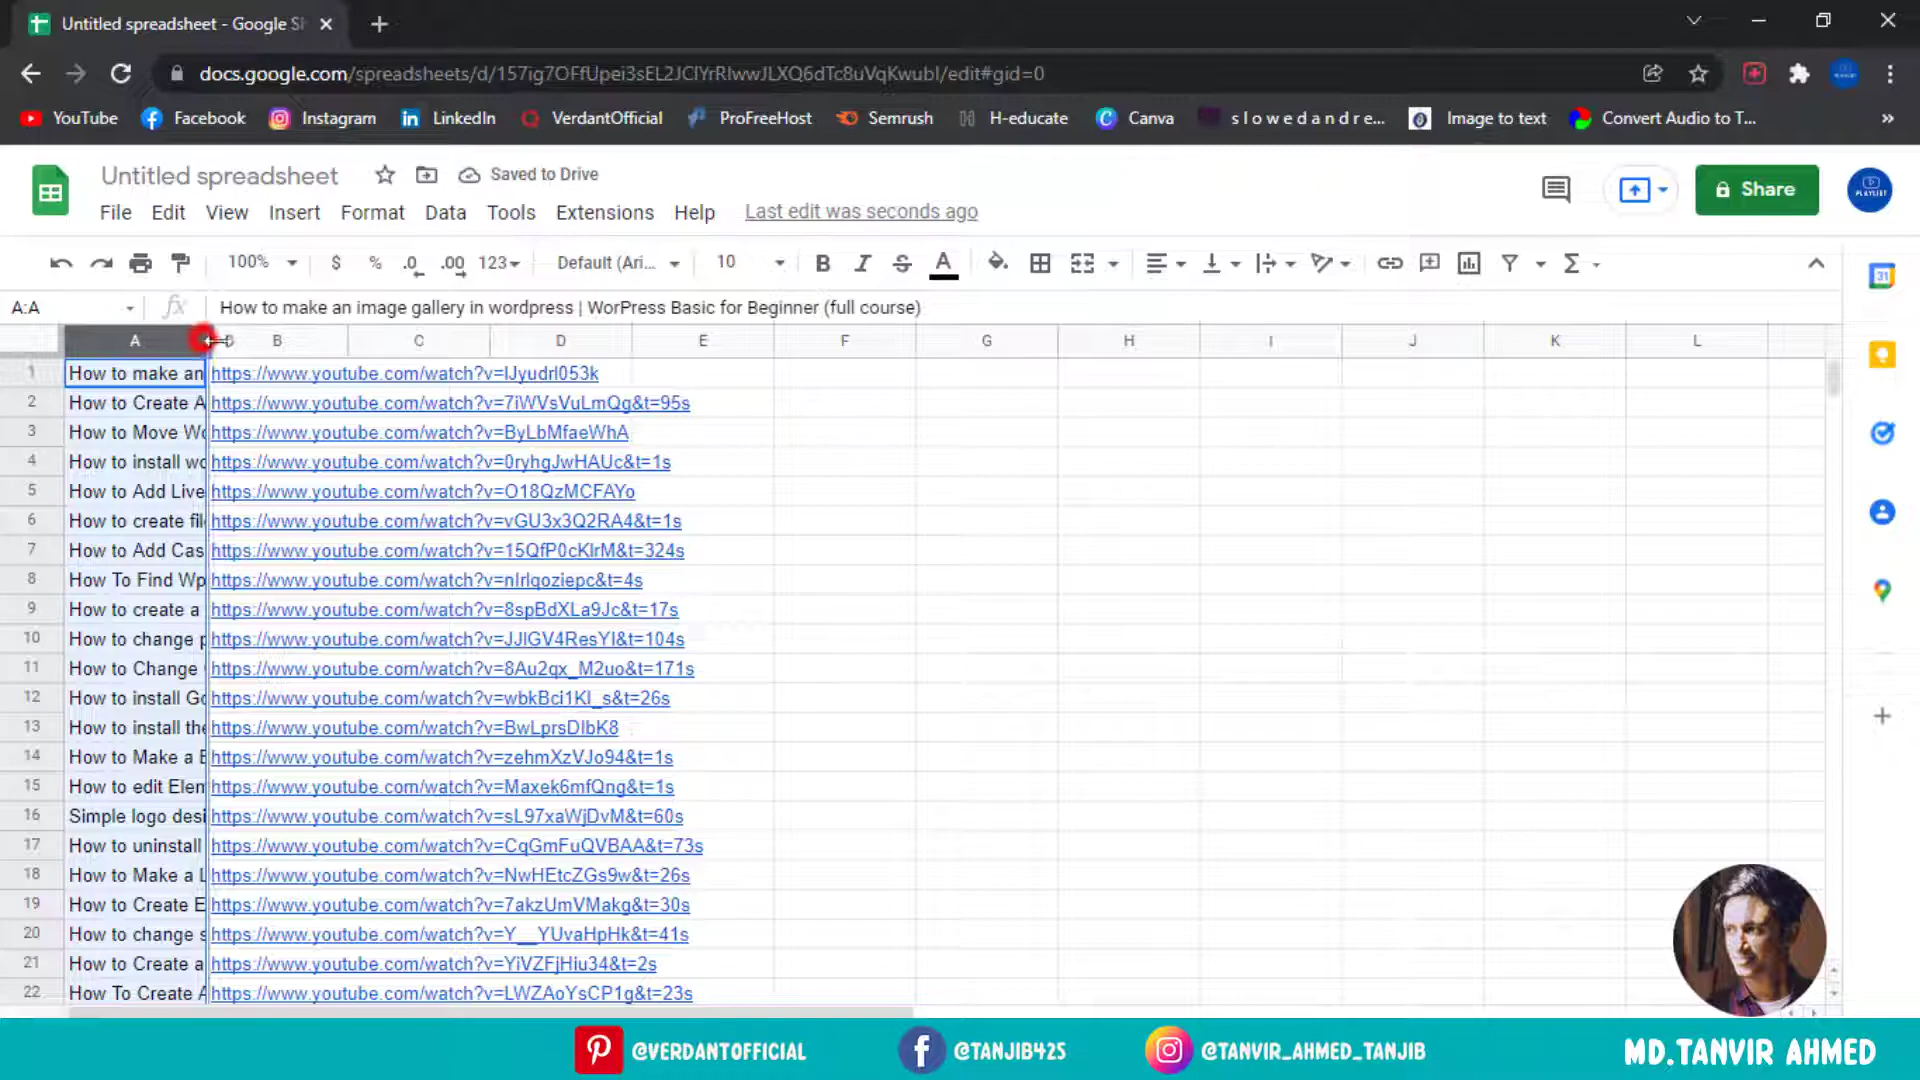 Untitled spreadsheet - Google Sh
docs.google.com/spreadsheets/d/157ig7OFfUpei3sEL2JClYrRlwwJLXQ6dTc8uVqKwubI/edit#gid=0
YouTube Facebook Instagram LinkedIn VerdantOfficial ProFreeHost Semrush H-educate Canva s l o w e d a n d r e... Image to text Convert Audio to T... »
Untitled spreadsheet Saved to Drive
Share
PLAYLIST
File Edit View Insert Format Data Tools Extensions Help Last edit was seconds ago
100% $ % .0 .00 123 Default (Ari... 10 B I S A
31
A:A fx How to make an image gallery in wordpress | WorPress Basic for Beginner (full course)
A B C D E F G H I J K L
1 How to make an https://www.youtube.com/watch?v=lJyudrl053k
2 How to Create A https://www.youtube.com/watch?v=7iWVsVuLmQg&t=95s
3 How to Move Wo https://www.youtube.com/watch?v=ByLbMfaeWhA
4 How to install wo https://www.youtube.com/watch?v=0ryhgJwHAUc&t=1s
5 How to Add Live https://www.youtube.com/watch?v=O18QzMCFAYo
6 How to create fil https://www.youtube.com/watch?v=vGU3x3Q2RA4&t=1s
7 How to Add Cas https://www.youtube.com/watch?v=15QfP0cKlrM&t=324s
8 How To Find Wp https://www.youtube.com/watch?v=nIrlqoziepc&t=4s
9 How to create a https://www.youtube.com/watch?v=8spBdXLa9Jc&t=17s
10 How to change p https://www.youtube.com/watch?v=JJlGV4ResYI&t=104s
11 How to Change https://www.youtube.com/watch?v=8Au2qx_M2uo&t=171s
12 How to install Go https://www.youtube.com/watch?v=wbkBci1KI_s&t=26s
13 How to install the https://www.youtube.com/watch?v=BwLprsDlbK8
14 How to Make a B https://www.youtube.com/watch?v=zehmXzVJo94&t=1s
15 How to edit Elen https://www.youtube.com/watch?v=Maxek6mfQng&t=1s
16 Simple logo desi https://www.youtube.com/watch?v=sL97xaWjDvM&t=60s
17 How to uninstall https://www.youtube.com/watch?v=CqGmFuQVBAA&t=73s
18 How to Make a L https://www.youtube.com/watch?v=NwHEtcZGs9w&t=26s
19 How to Create E https://www.youtube.com/watch?v=7akzUmVMakg&t=30s
20 How to change s https://www.youtube.com/watch?v=Y__YUvaHpHk&t=41s
21 How to Create a https://www.youtube.com/watch?v=YiVZFjHiu34&t=2s
22 How To Create A https://www.youtube.com/watch?v=LWZAoYsCP1g&t=23s
@VERDANTOFFICIAL @TANJIB425 @TANVIR_AHMED_TANJIB MD.TANVIR AHMED